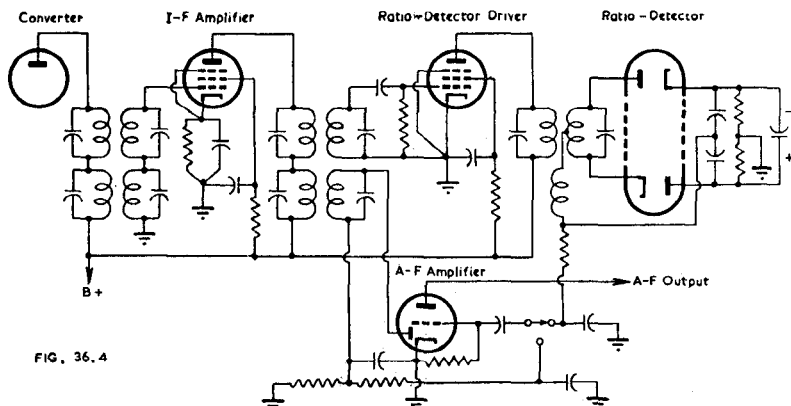 Converter
I-F Amplifier
Ratio-Detector Driver
Ratio-Detector
-
+
B+
A-F Amplifier
A-F Output
FIG. 36.4